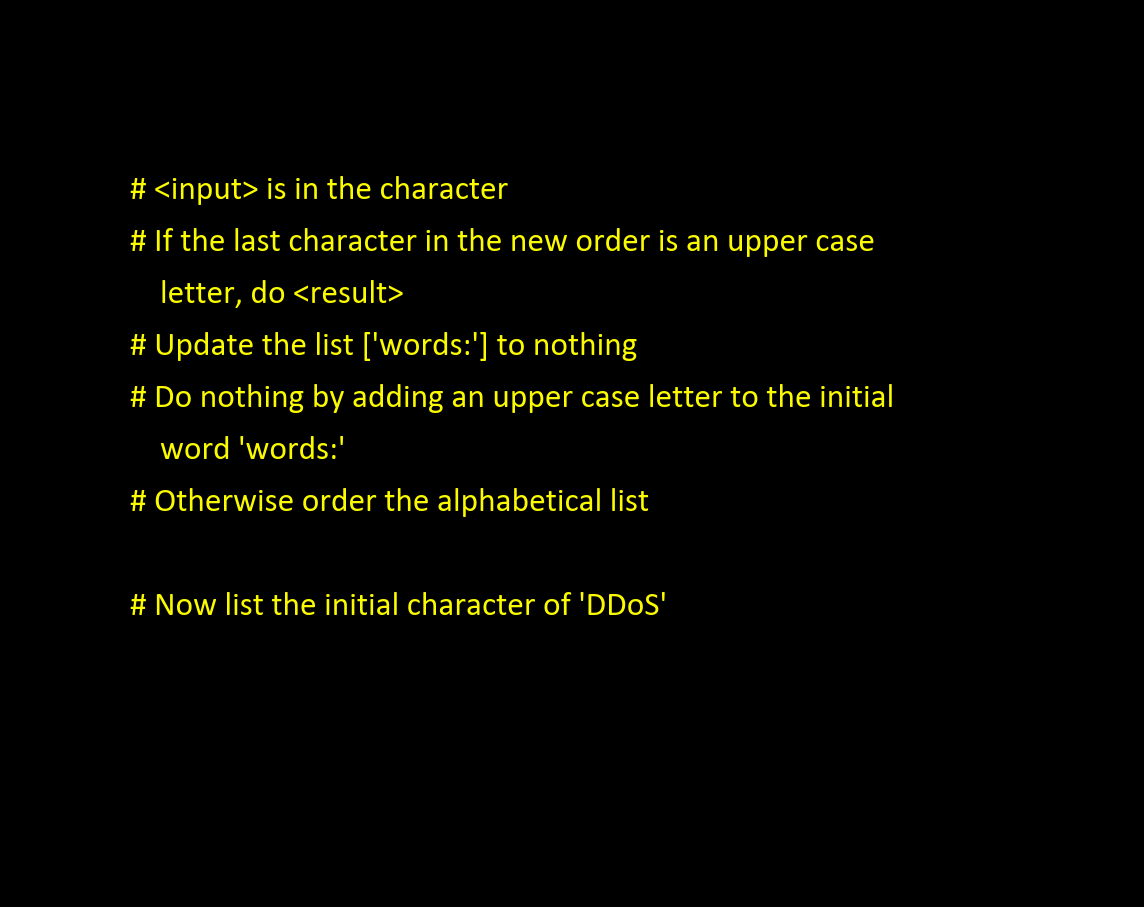 # <input> is in the character
# If the last character in the new order is an upper case
letter, do <result>
# Update the list ['words:'] to nothing
# Do nothing by adding an upper case letter to the initial
word 'words:'
# Otherwise order the alphabetical list
# Now list the initial character of 'DDoS'